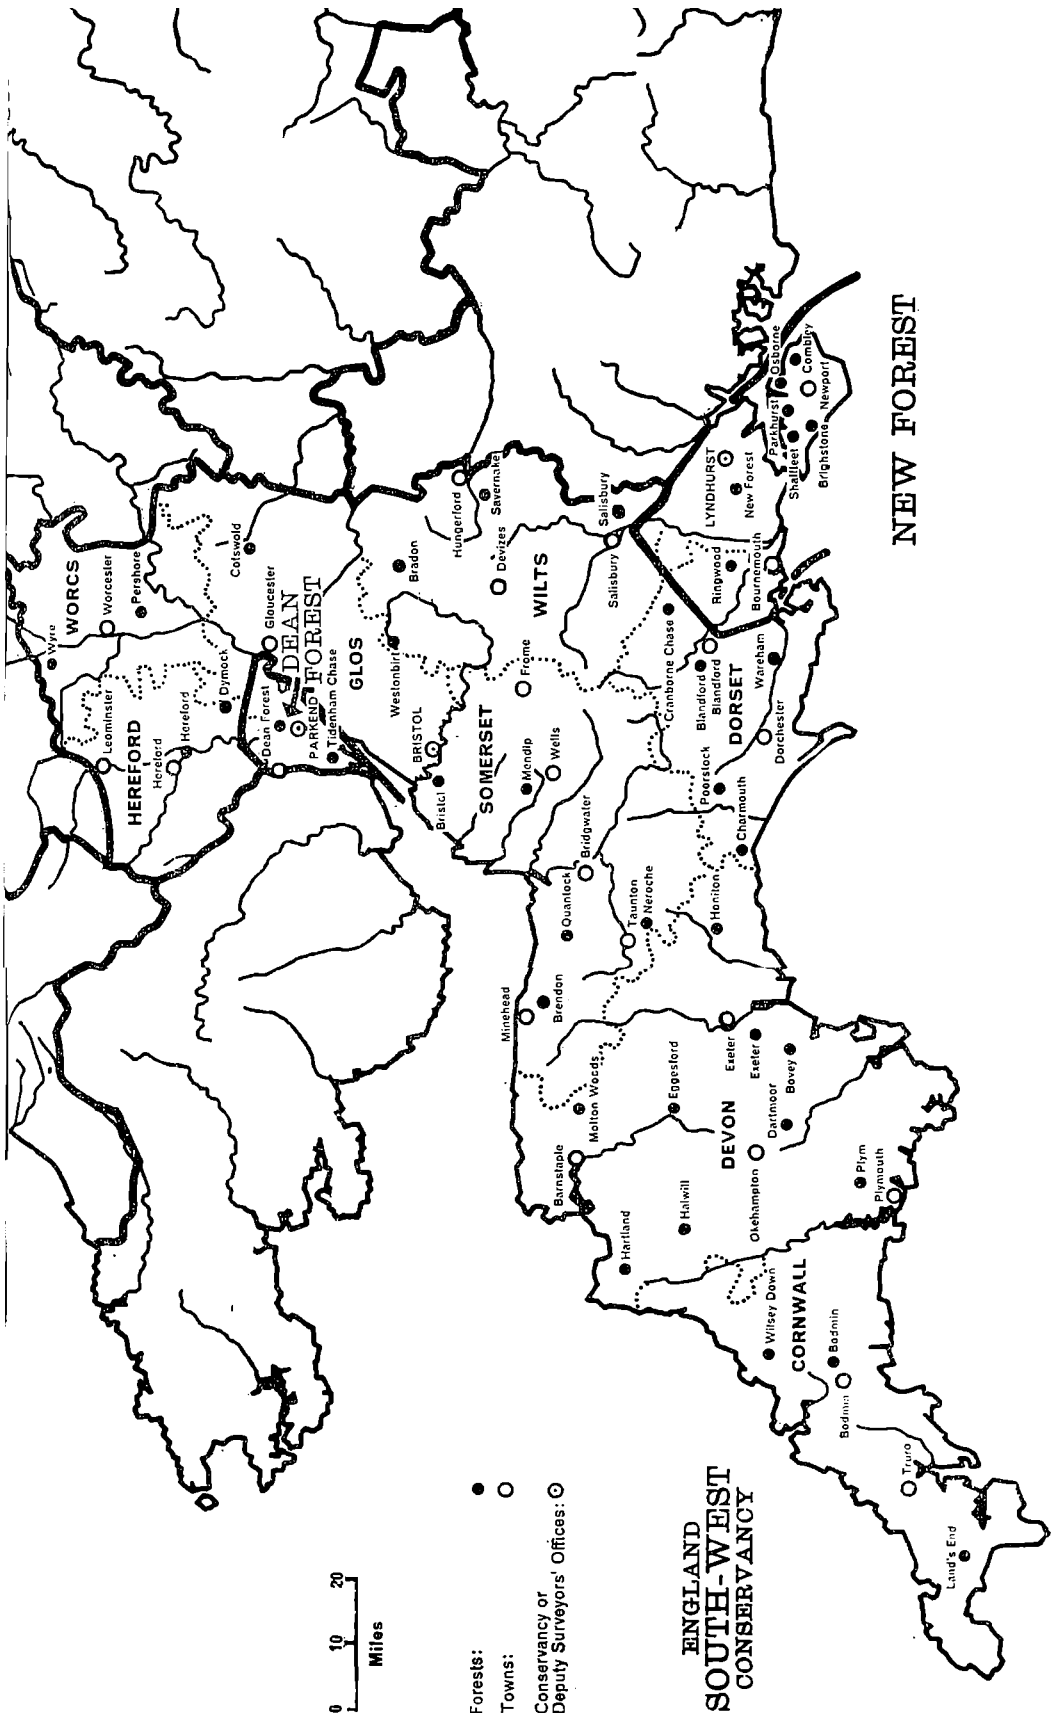 ENGLAND
SOUTH-WEST
CONSERVANCY
0 10 20
Miles
Forests:
Towns:
Conservancy or
Deputy Surveyors' Offices:
NEW FOREST
DEAN
FOREST
WORCS
Wyre
Worcester
Pershore
HEREFORD
Leominster
Hereford
Hereford
Dymock
Cotswold
Gloucester
GLOS
Dean Forest
PARKEND
Tidenham Chase
Westonbirt
BRISTOL
Bristol
Bradon
Hungerford
Savernake
Devizes
WILTS
Salisbury
Salisbury
SOMERSET
Frome
Mendip
Wells
Bridgwater
Quantock
Taunton
Neroche
Minehead
Brendon
Cranborne Chase
Blandford
Blandford
DORSET
Wareham
Dorchester
Poorstock
Charmouth
Honiton
LYNDHURST
New Forest
Ringwood
Bournemouth
Parkhurst
Osborne
Combley
Newport
Shalfleet
Brighstone
Molton Woods
Barnstaple
Eggesford
DEVON
Exeter
Exeter
Bovey
Dartmoor
Okehampton
Halwill
Hartland
Plym
Plymouth
Wilsey Down
CORNWALL
Bodmin
Bodmin
Truro
Land's End